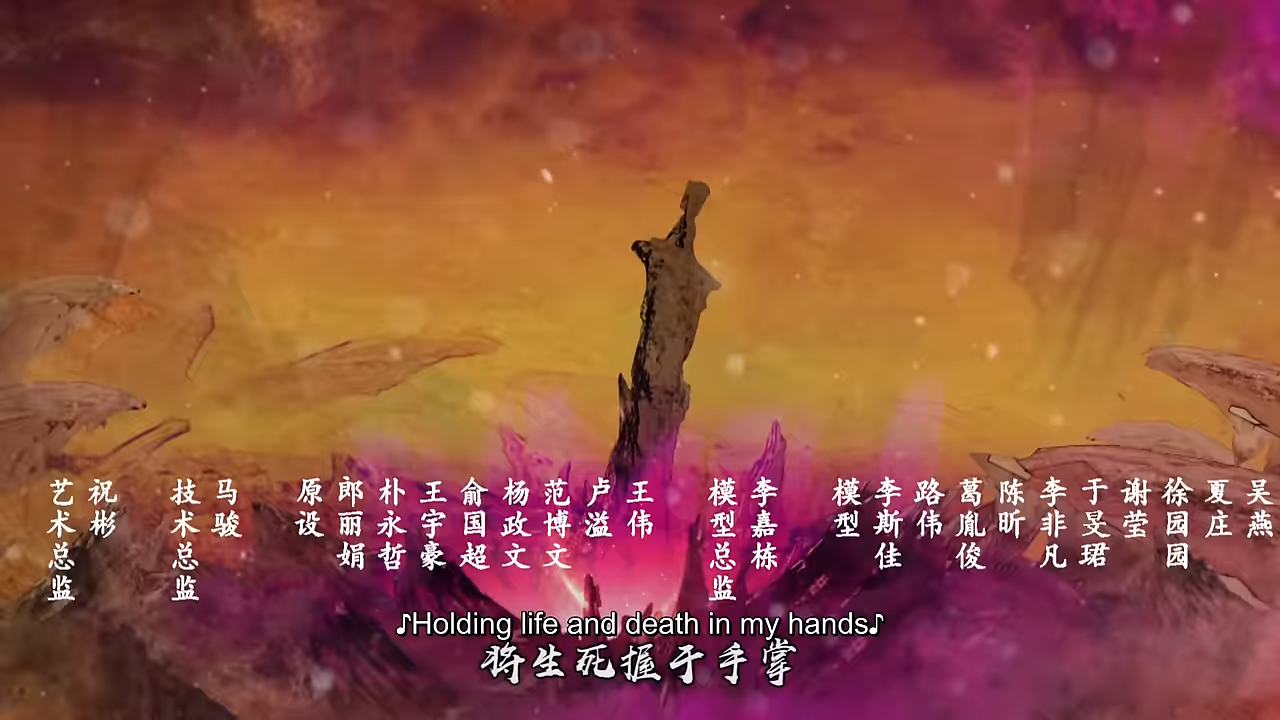 艺术总监
祝彬
技术总监
马骏
原设
郎丽娟
朴永哲
王宇豪
俞国超
杨政文
范博文
卢溢
王伟
模型总监
李嘉栋
模型
李斯佳
路伟
葛胤俊
陈昕
李非凡
于旻珺
谢莹
徐园园
夏庄
吴燕
♪Holding life and death in my hands♪
将生死握于手掌